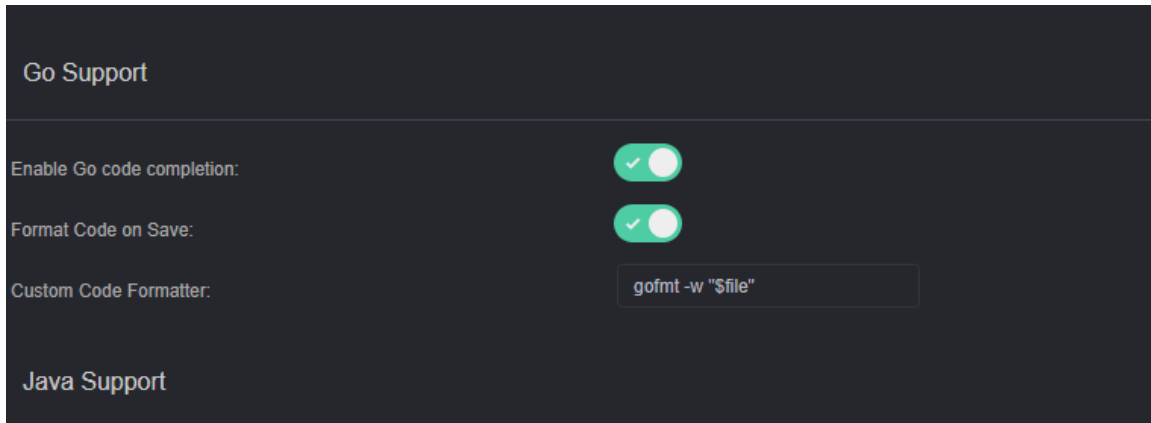 Go Support
Enable Go code completion:
Format Code on Save:
Custom Code Formatter: gofmt -w "$file"
Java Support